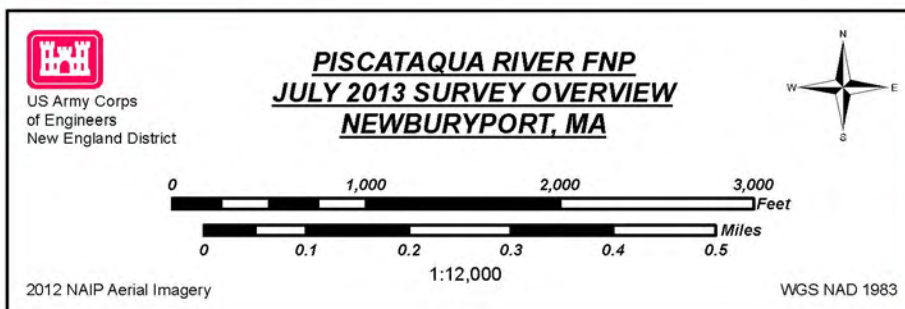 US Army Corps
of Engineers
New England District
PISCATAQUA RIVER FNP
JULY 2013 SURVEY OVERVIEW
NEWBURYPORT, MA
N
W E
S
0 1,000 2,000 3,000
Feet
Miles
0 0.1 0.2 0.3 0.4 0.5
1:12,000
2012 NAIP Aerial Imagery
WGS NAD 1983